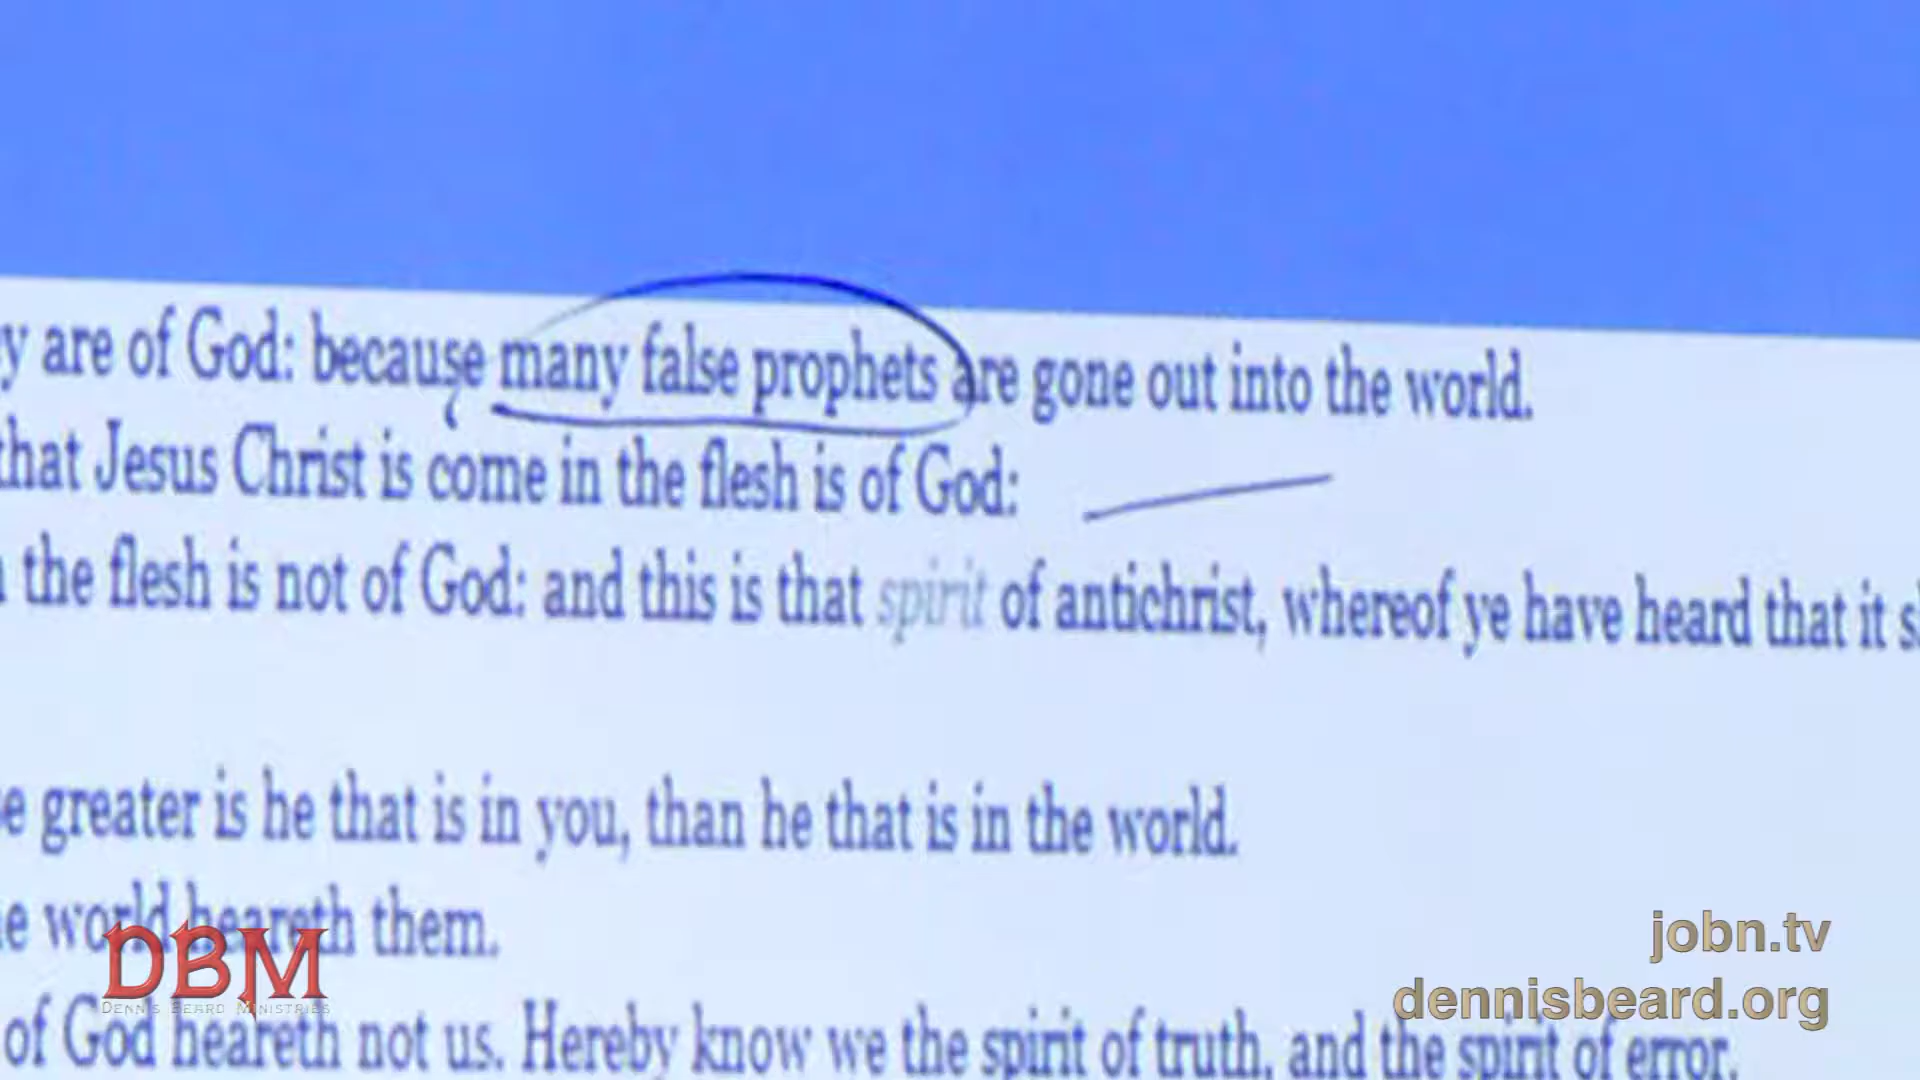 are of God: because many false prophets are gone out into the world.
that Jesus Christ is come in the flesh is of God:
the flesh is not of God: and this is that spirit of antichrist, whereof ye have heard that it
greater is he that is in you, than he that is in the world.
world heareth them.
of God heareth not us. Hereby know we the spirit of truth, and the spirit of error.
DBM
DENNIS BEARD MINISTRIES
jobn.tv
dennisbeard.org